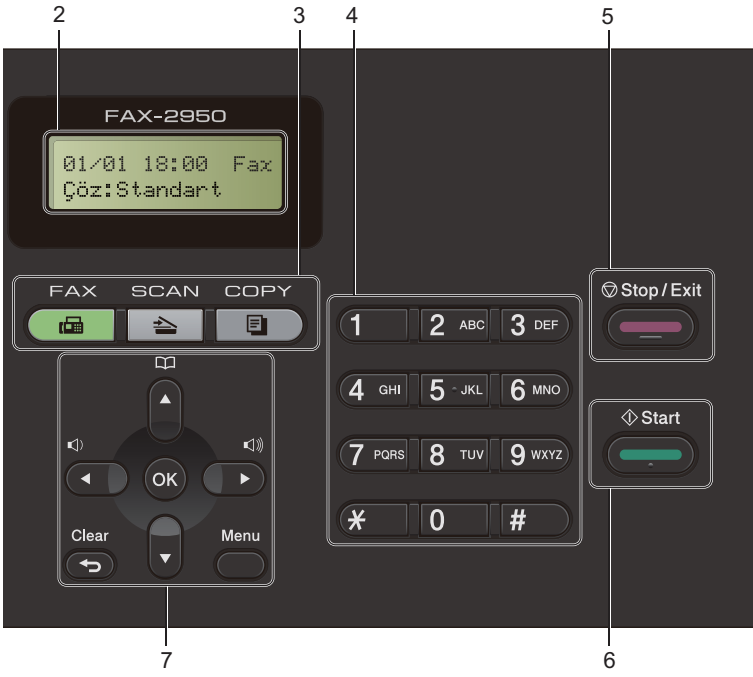 2 3 4 5
FAX-2950
01/01 18:00 Fax
Çöz:Standart
FAX SCAN COPY
Stop/Exit
1 2 ABC 3 DEF
4 GHI 5 JKL 6 MNO
Start
7 PQRS 8 TUV 9 WXYZ
OK
* 0 #
Clear Menu
7 6